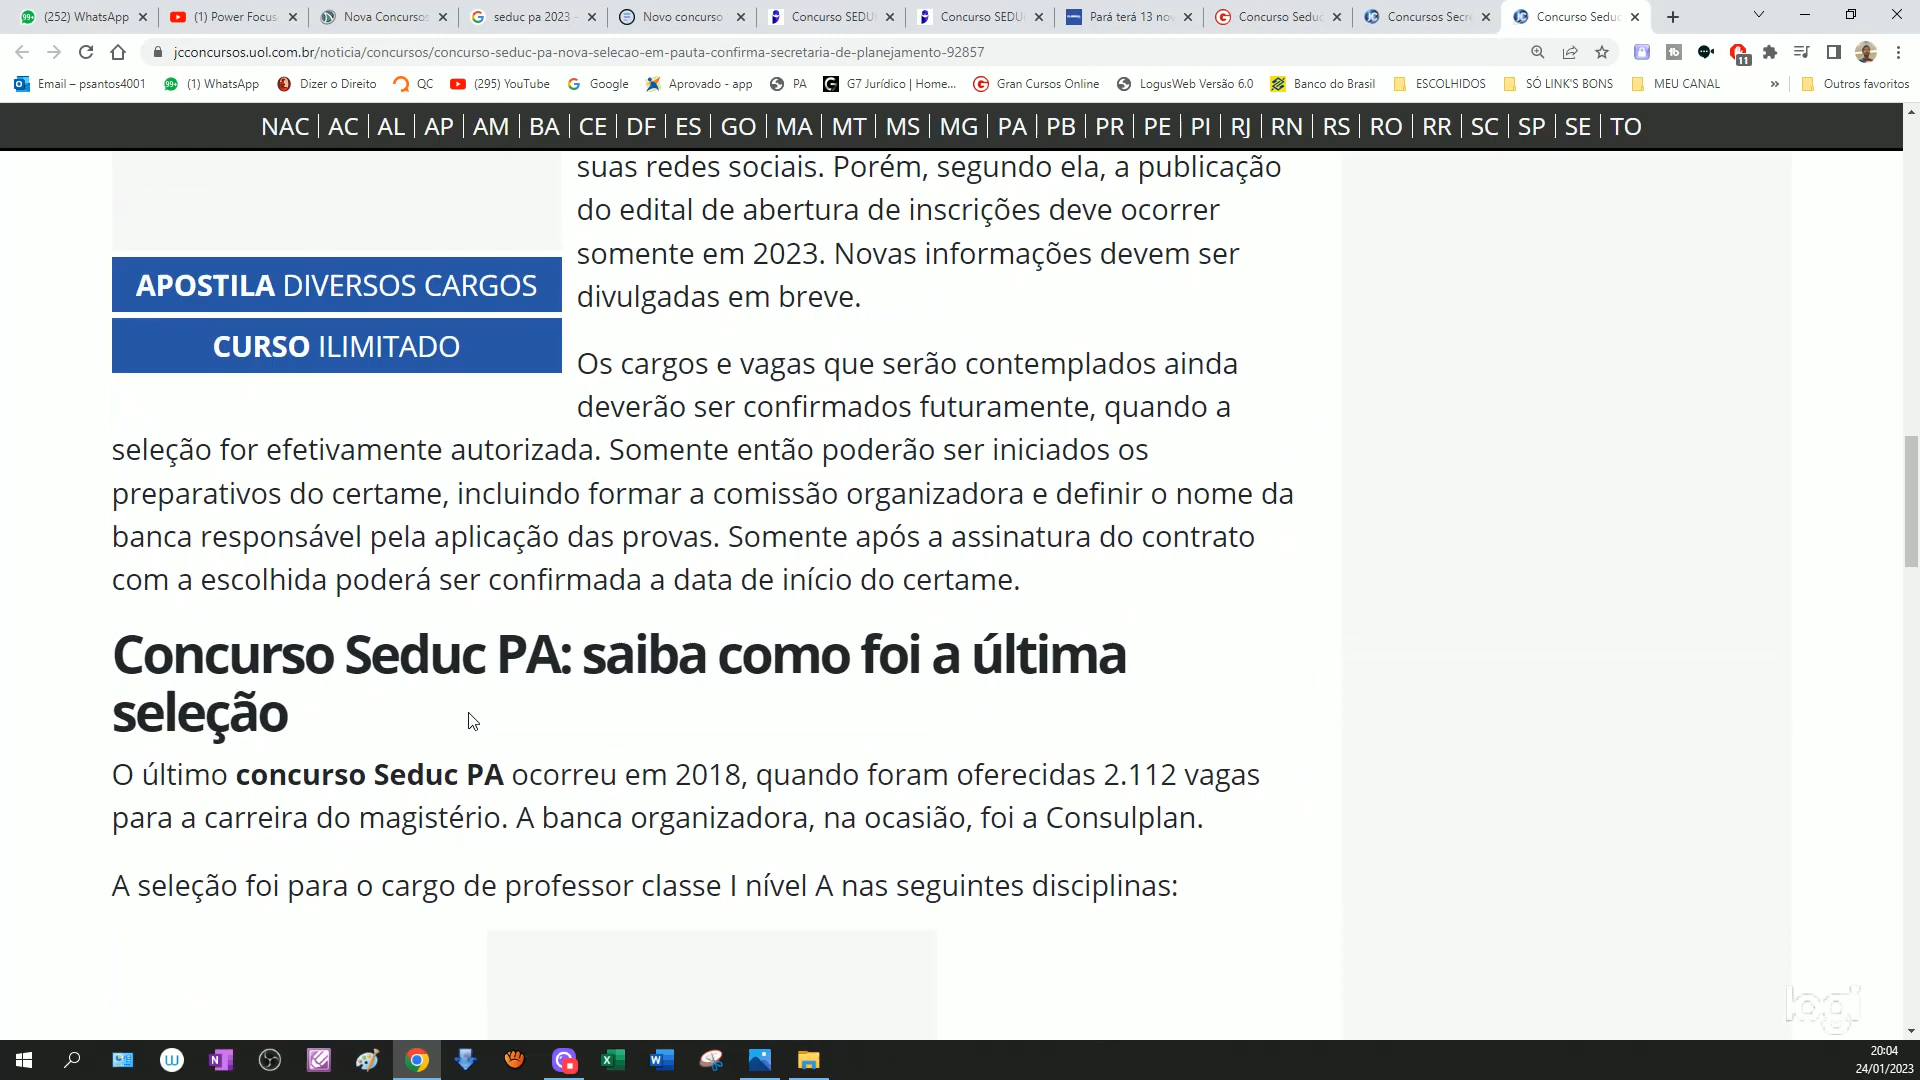 (252) WhatsApp
(1) Power Focus
Nova Concursos
seduc pa 2023 -
Novo concurso
Concurso SEDU
Concurso SEDU
Pará terá 13 no
Concurso Seduc
Concursos Secre
Concurso Seduc
jcconcursos.uol.com.br/noticia/concursos/concurso-seduc-pa-nova-selecao-em-pauta-confirma-secretaria-de-planejamento-92857
11
Email – psantos4001
(1) WhatsApp
Dizer o Direito
QC
(295) YouTube
Google
Aprovado - app
PA
G7 Jurídico | Home...
Gran Cursos Online
LogusWeb Versão 6.0
Banco do Brasil
ESCOLHIDOS
SÓ LINK'S BONS
MEU CANAL
»
Outros favoritos
NAC | AC | AL | AP | AM | BA | CE | DF | ES | GO | MA | MT | MS | MG | PA | PB | PR | PE | PI | RJ | RN | RS | RO | RR | SC | SP | SE | TO
suas redes sociais. Porém, segundo ela, a publicação
do edital de abertura de inscrições deve ocorrer
somente em 2023. Novas informações devem ser
divulgadas em breve.
APOSTILA DIVERSOS CARGOS
CURSO ILIMITADO
Os cargos e vagas que serão contemplados ainda
deverão ser confirmados futuramente, quando a
seleção for efetivamente autorizada. Somente então poderão ser iniciados os
preparativos do certame, incluindo formar a comissão organizadora e definir o nome da
banca responsável pela aplicação das provas. Somente após a assinatura do contrato
com a escolhida poderá ser confirmada a data de início do certame.
Concurso Seduc PA: saiba como foi a última
seleção
O último concurso Seduc PA ocorreu em 2018, quando foram oferecidas 2.112 vagas
para a carreira do magistério. A banca organizadora, na ocasião, foi a Consulplan.
A seleção foi para o cargo de professor classe I nível A nas seguintes disciplinas:
logi
20:04
24/01/2023